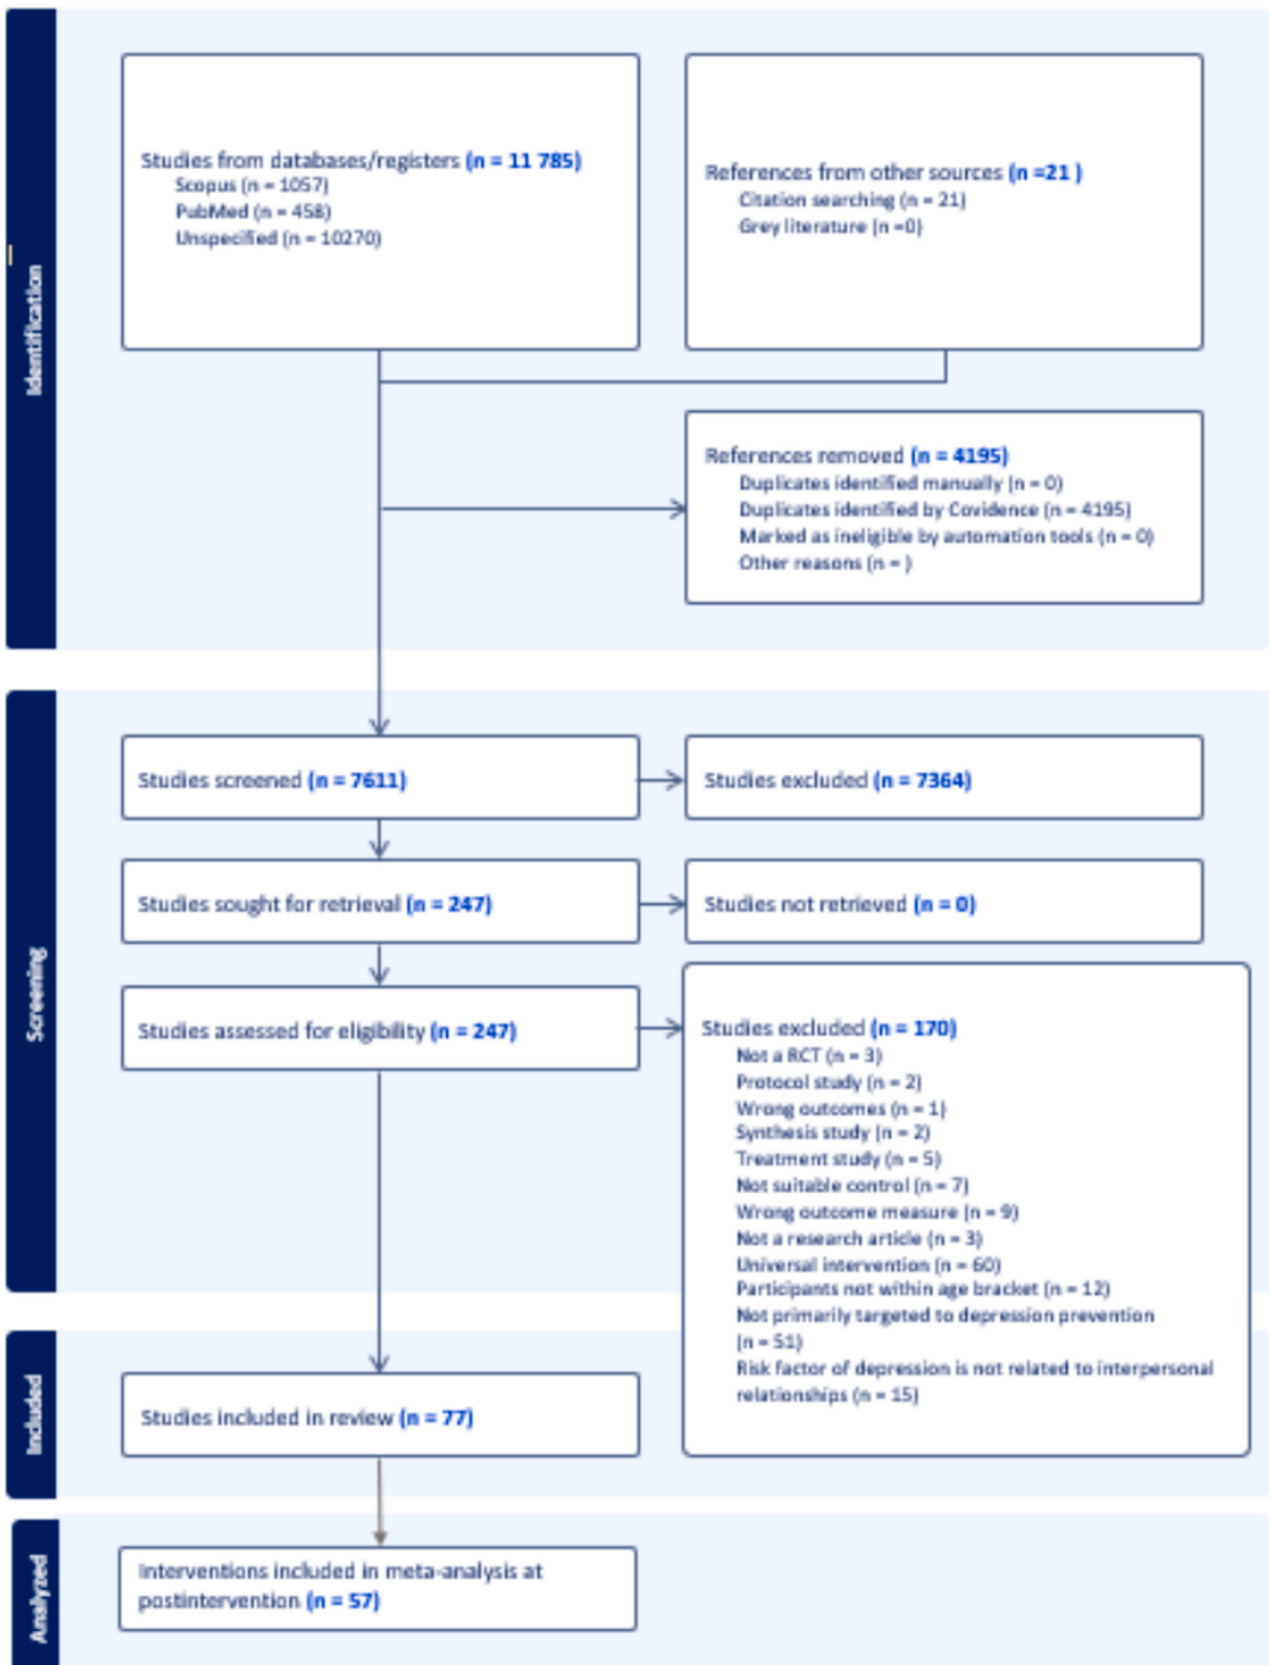 Identification
Studies from databases/registers (n = 11 785)
Scopus (n = 1057)
PubMed (n = 458)
Unspecified (n = 10270)
References from other sources (n =21 )
Citation searching (n = 21)
Grey literature (n =0)
References removed (n = 4195)
Duplicates identified manually (n = 0)
Duplicates identified by Covidence (n = 4195)
Marked as ineligible by automation tools (n = 0)
Other reasons (n = )
Screening
Studies screened (n = 7611)
Studies excluded (n = 7364)
Studies sought for retrieval (n = 247)
Studies not retrieved (n = 0)
Studies assessed for eligibility (n = 247)
Studies excluded (n = 170)
Not a RCT (n = 3)
Protocol study (n = 2)
Wrong outcomes (n = 1)
Synthesis study (n = 2)
Treatment study (n = 5)
Not suitable control (n = 7)
Wrong outcome measure (n = 9)
Not a research article (n = 3)
Universal intervention (n = 60)
Participants not within age bracket (n = 12)
Not primarily targeted to depression prevention
(n = 51)
Risk factor of depression is not related to interpersonal
relationships (n = 15)
Included
Studies included in review (n = 77)
Analyzed
Interventions included in meta-analysis at
postintervention (n = 57)